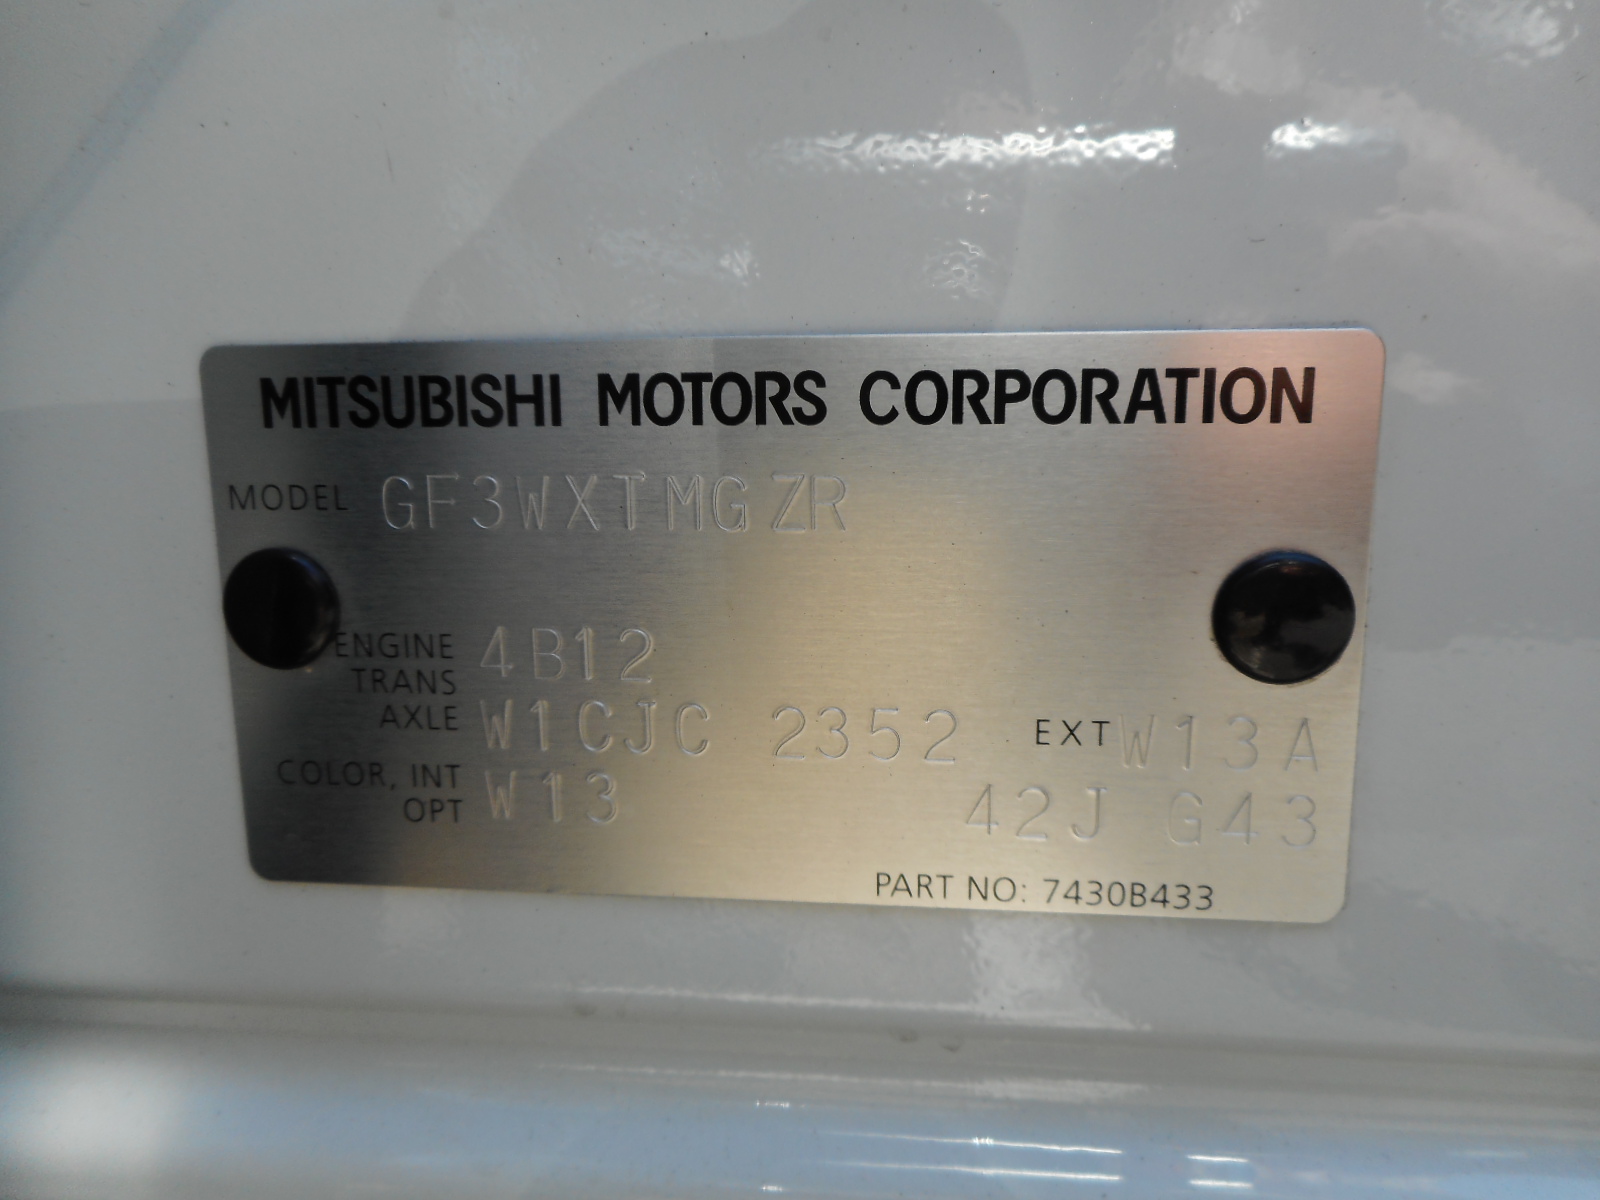 MITSUBISHI MOTORS CORPORATION
MODEL GF3WXTMGZR
ENGINE 4B12
TRANS
AXLE W1CJC 2352 EXT W13A
COLOR, INT W13 42J G43
OPT
PART NO: 7430B433